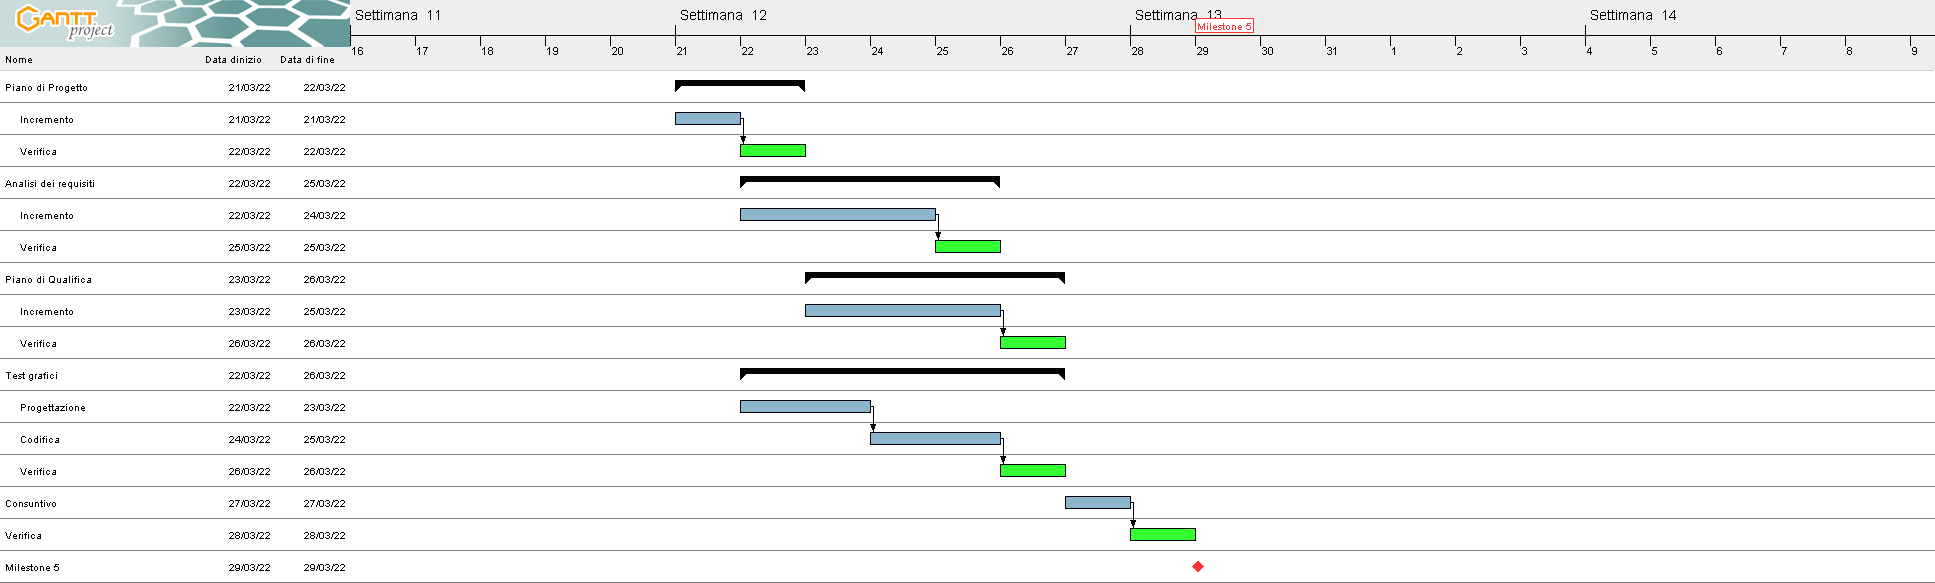 GANTT
project
Settimana 11
Settimana 12
Settimana 13
Settimana 14
Milestone 5
16 17 18 19 20 21 22 23 24 25 26 27 28 29 30 31 1 2 3 4 5 6 7 8 9
Nome Data dinizio Data di fine
Piano di Progetto 21/03/22 22/03/22
Incremento 21/03/22 21/03/22
Verifica 22/03/22 22/03/22
Analisi dei requisiti 22/03/22 25/03/22
Incremento 22/03/22 24/03/22
Verifica 25/03/22 25/03/22
Piano di Qualifica 23/03/22 26/03/22
Incremento 23/03/22 25/03/22
Verifica 26/03/22 26/03/22
Test grafici 22/03/22 26/03/22
Progettazione 22/03/22 23/03/22
Codifica 24/03/22 25/03/22
Verifica 26/03/22 26/03/22
Consuntivo 27/03/22 27/03/22
Verifica 28/03/22 28/03/22
Milestone 5 29/03/22 29/03/22